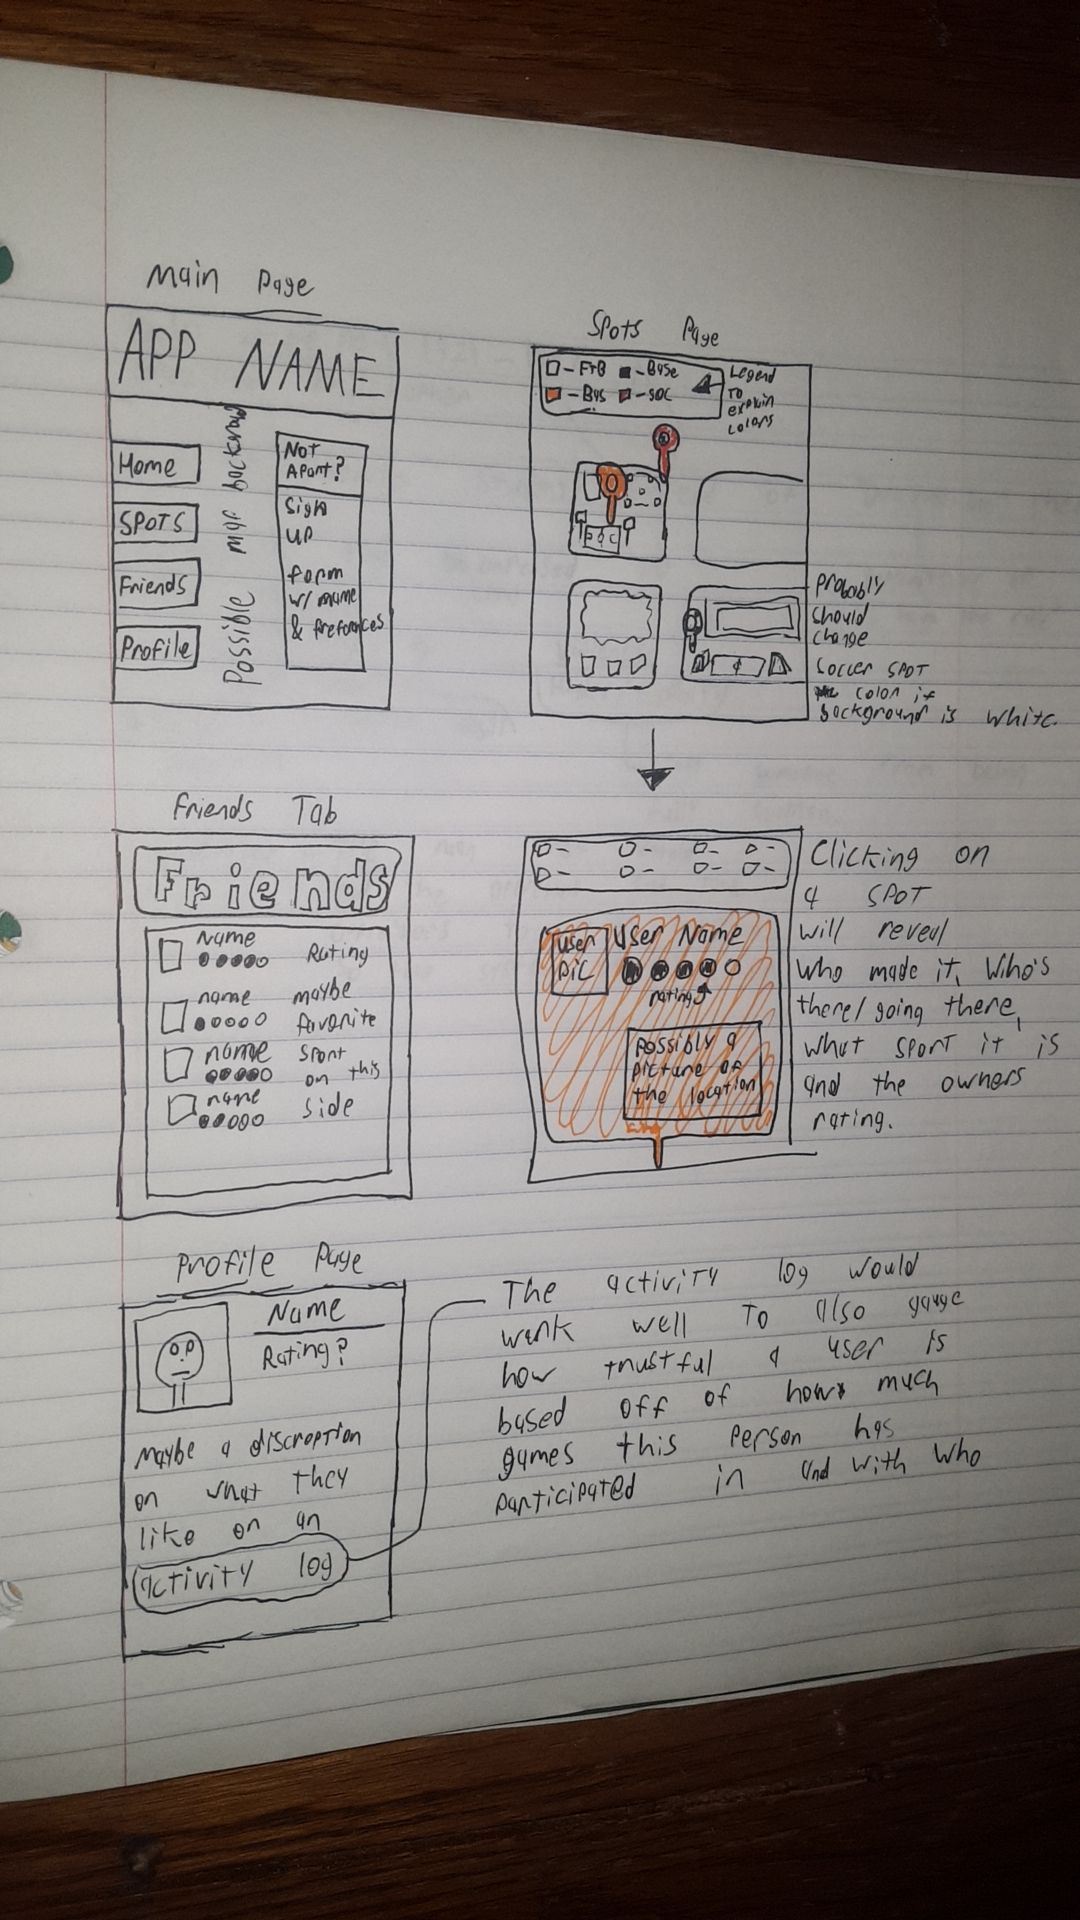 Main Page
APP NAME
Home
SPOTS
Friends
Profile
Possible map backround
Not
Apart?
Sign
up
form
w/ name
& preferences
Spots Page
- FTB
- Base
- Bas
- SOC
Legend
To
explain
colors
Probably
should
change
Soccer SPOT
color if
background is white.
Friends Tab
Friends
Name
Rating
name
name
name
maybe
favorite
sport
on this
side
User
Pic
User Name
rating
Possibly a
picture of
the location
Clicking on
a SPOT
will reveal
who made it, Who's
there/going there,
what sport it is
and the owners
rating.
Profile Page
Name
Rating?
Maybe a discreption
on what they
like on an
activity log
The activity log would
work well To also gauge
how trustful a user is
based off of how much
games this person has
participated in and with who